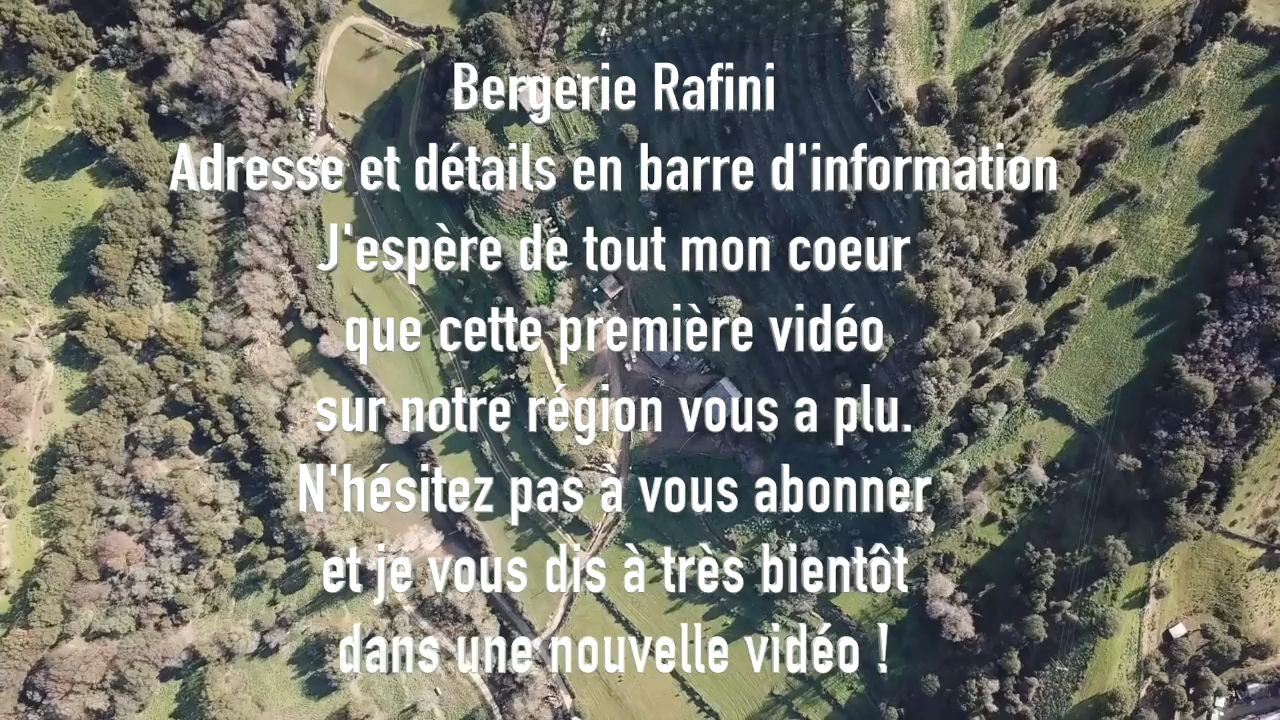 Bergerie Rafini
Adresse et détails en barre d'information
J'espère de tout mon coeur
que cette première vidéo
sur notre région vous a plu.
N'hésitez pas à vous abonner
et je vous dis à très bientôt
dans une nouvelle vidéo !